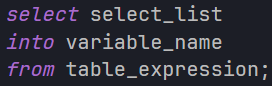 select select_list
into variable_name
from table_expression;